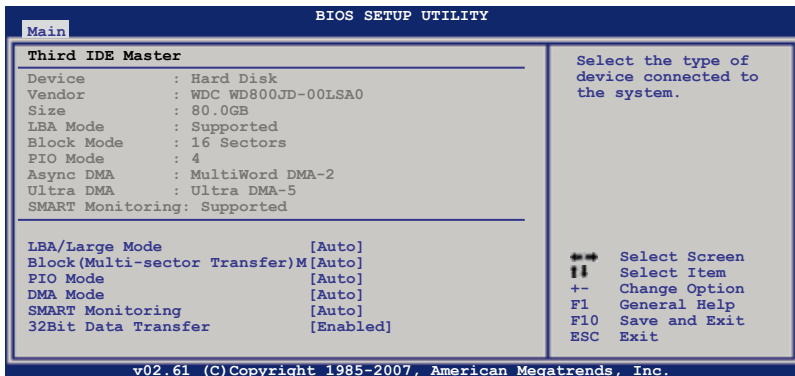 BIOS SETUP UTILITY
Main
Third IDE Master
Device : Hard Disk
Vendor : WDC WD800JD-00LSA0
Size : 80.0GB
LBA Mode : Supported
Block Mode : 16 Sectors
PIO Mode : 4
Async DMA : MultiWord DMA-2
Ultra DMA : Ultra DMA-5
SMART Monitoring: Supported
LBA/Large Mode [Auto]
Block(Multi-sector Transfer)M[Auto]
PIO Mode [Auto]
DMA Mode [Auto]
SMART Monitoring [Auto]
32Bit Data Transfer [Enabled]
Select the type of
device connected to
the system.
Select Screen
Select Item
+- Change Option
F1 General Help
F10 Save and Exit
ESC Exit
v02.61 (C)Copyright 1985-2007, American Megatrends, Inc.